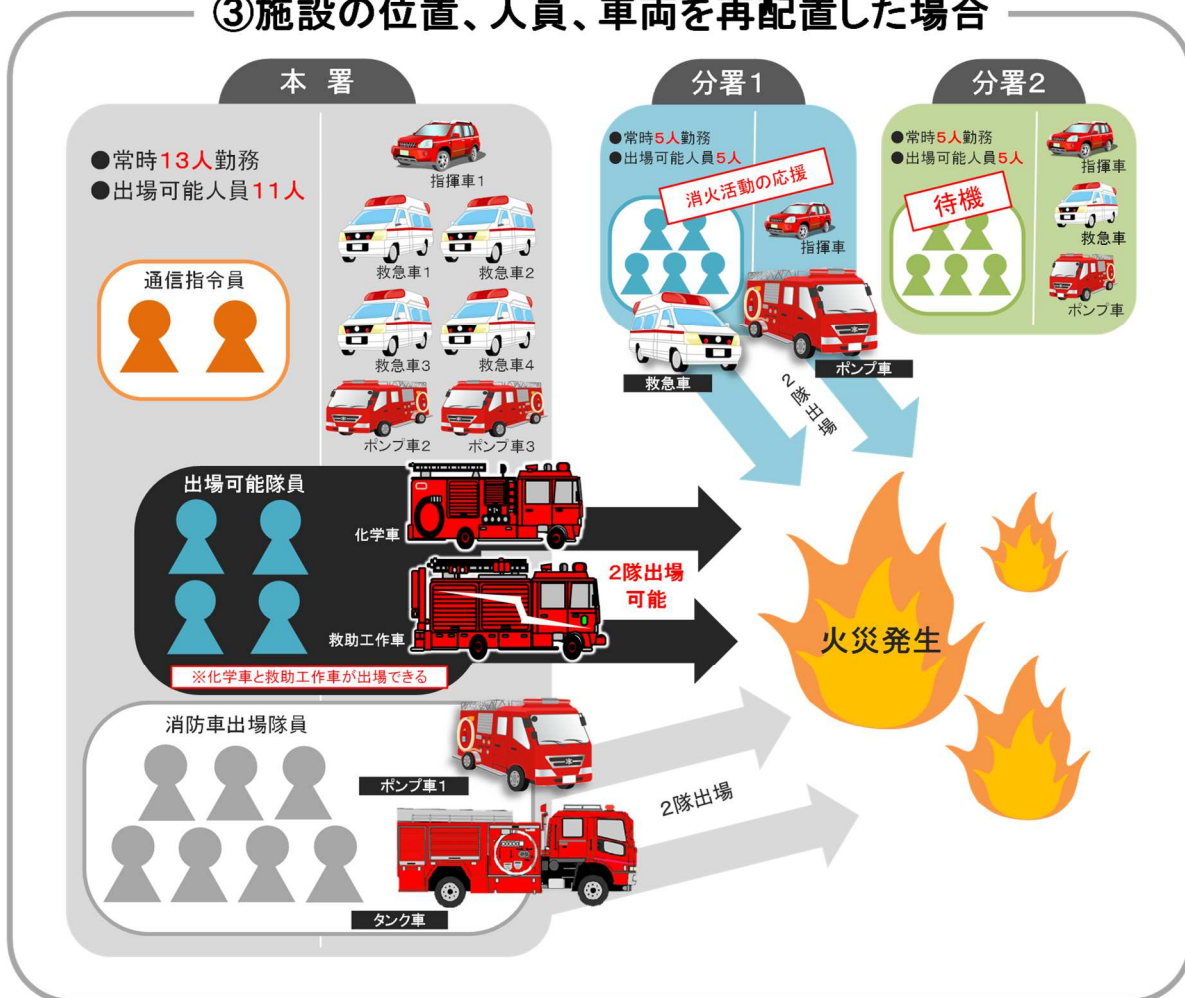 ③施設の位置、人員、車両を再配置した場合
本署
●常時13人勤務
●出場可能人員11人
指揮車1
救急車1
救急車2
通信指令員
救急車3
救急車4
ポンプ車2
ポンプ車3
出場可能隊員
化学車
救助工作車
※化学車と救助工作車が出場できる
2隊出場
可能
消防車出場隊員
ポンプ車1
タンク車
2隊出場
分署1
●常時5人勤務
●出場可能人員5人
消火活動の応援
指揮車
救急車
ポンプ車
2隊出場
分署2
●常時5人勤務
●出場可能人員5人
待機
指揮車
救急車
ポンプ車
火災発生